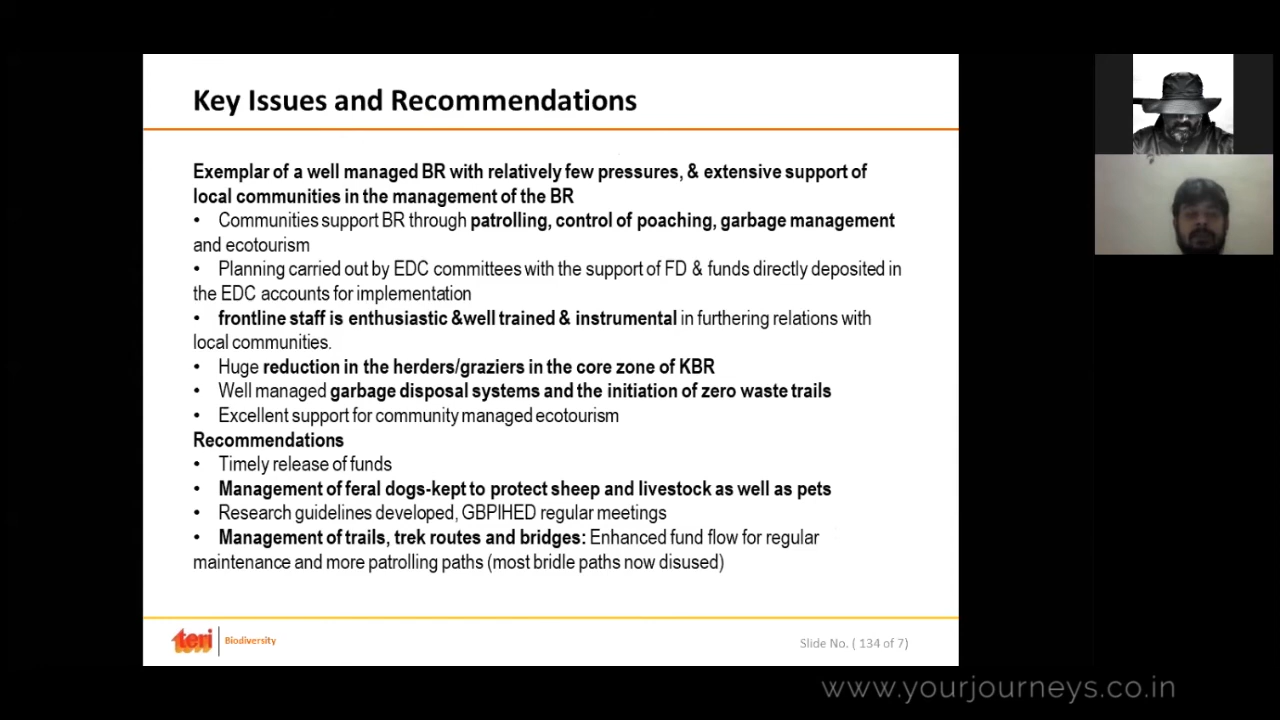 Key Issues and Recommendations
Exemplar of a well managed BR with relatively few pressures, & extensive support of
local communities in the management of the BR
• Communities support BR through patrolling, control of poaching, garbage management
and ecotourism
• Planning carried out by EDC committees with the support of FD & funds directly deposited in
the EDC accounts for implementation
• frontline staff is enthusiastic &well trained & instrumental in furthering relations with
local communities.
• Huge reduction in the herders/graziers in the core zone of KBR
• Well managed garbage disposal systems and the initiation of zero waste trails
• Excellent support for community managed ecotourism
Recommendations
• Timely release of funds
• Management of feral dogs-kept to protect sheep and livestock as well as pets
• Research guidelines developed, GBPIHED regular meetings
• Management of trails, trek routes and bridges: Enhanced fund flow for regular
maintenance and more patrolling paths (most bridle paths now disused)
teri Biodiversity
Slide No. ( 134 of 7)
www.yourjourneys.co.in